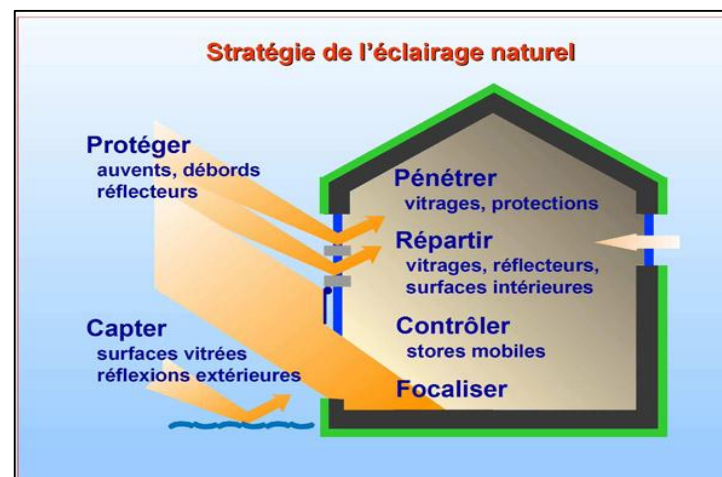 Stratégie de l'éclairage naturel
Protéger
auvents, débords
réflecteurs
Capter
surfaces vitrées
réflexions extérieures
Pénétrer
vitrages, protections
Répartir
vitrages, réflecteurs,
surfaces intérieures
Contrôler
stores mobiles
Focaliser